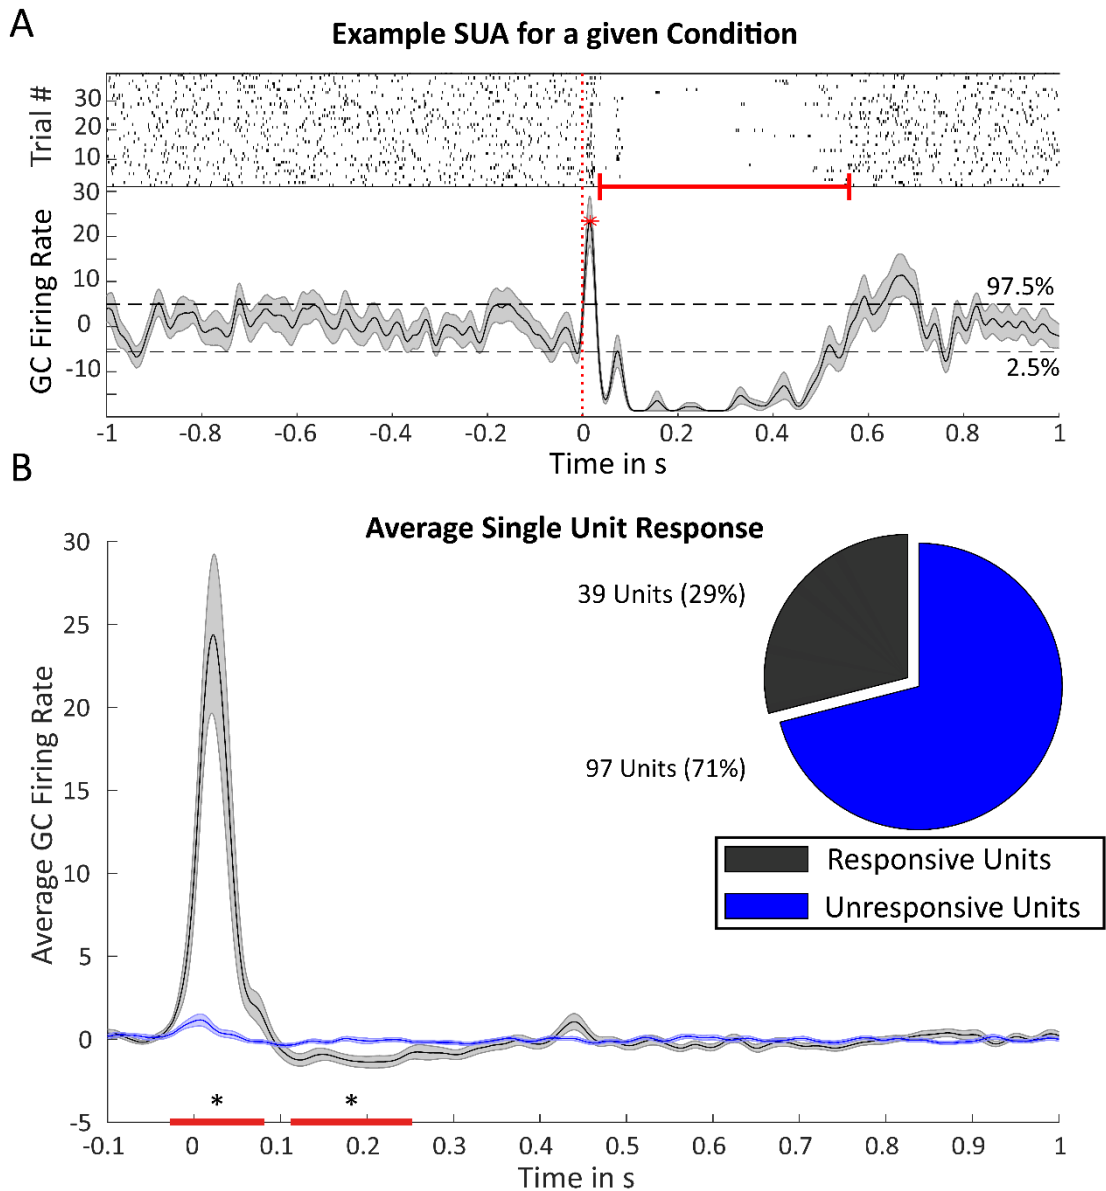 A
Example SUA for a given Condition
Trial #
30
20
10
GC Firing Rate
30
20
10
0
-10
97.5%
2.5%
-1 -0.8 -0.6 -0.4 -0.2 0 0.2 0.4 0.6 0.8 1
Time in s
B
Average Single Unit Response
Average GC Firing Rate
30
25
20
15
10
5
0
-5
39 Units (29%)
97 Units (71%)
Responsive Units
Unresponsive Units
* *
-0.1 0 0.1 0.2 0.3 0.4 0.5 0.6 0.7 0.8 0.9 1
Time in s